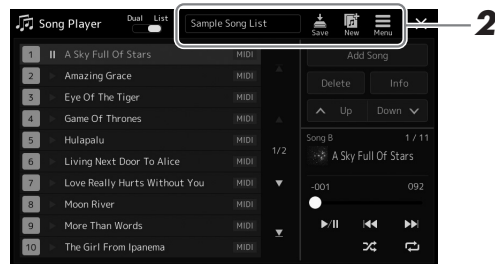 Song Player Dual List Sample Song List Save New Menu 2
1 A Sky Full Of Stars MIDI
2 Amazing Grace MIDI
3 Eye Of The Tiger MIDI
4 Game Of Thrones MIDI
5 Hulapalu MIDI
6 Living Next Door To Alice MIDI
7 Love Really Hurts Without You MIDI
8 Moon River MIDI
9 More Than Words MIDI
10 The Girl From Ipanema MIDI
1/2
Add Song
Delete Info
Up Down
Song B 1 / 11
A Sky Full Of Stars
-001 092